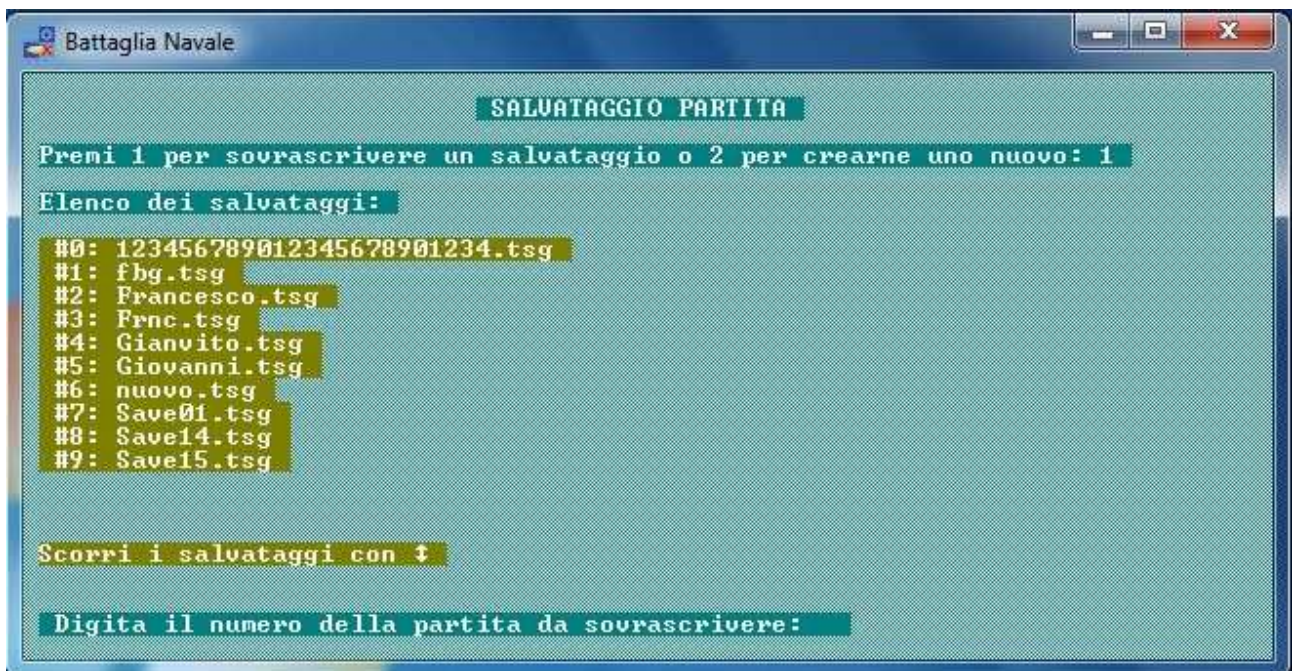 Battaglia Navale
SALVATAGGIO PARTITA
Premi 1 per sovrascrivere un salvataggio o 2 per crearne uno nuovo: 1
Elenco dei salvataggi:
#0: 123456789012345678901234.tsg
#1: fbg.tsg
#2: Francesco.tsg
#3: Frnc.tsg
#4: Gianvito.tsg
#5: Giovanni.tsg
#6: nuovo.tsg
#7: Save01.tsg
#8: Save14.tsg
#9: Save15.tsg
Scorri i salvataggi con ↕
Digita il numero della partita da sovrascrivere: